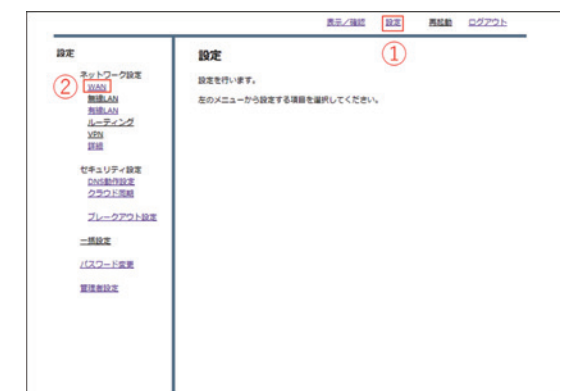 表示／確認 設定 再起動 ログアウト
①
設定
ネットワーク設定
② WAN
無線LAN
有線LAN
ルーティング
VPN
詳細
セキュリティ設定
DNS動作設定
クラウド周期
ブレークアウト設定
一括設定
パスワード変更
管理者設定
設定
設定を行います。
左のメニューから設定する項目を選択してください。